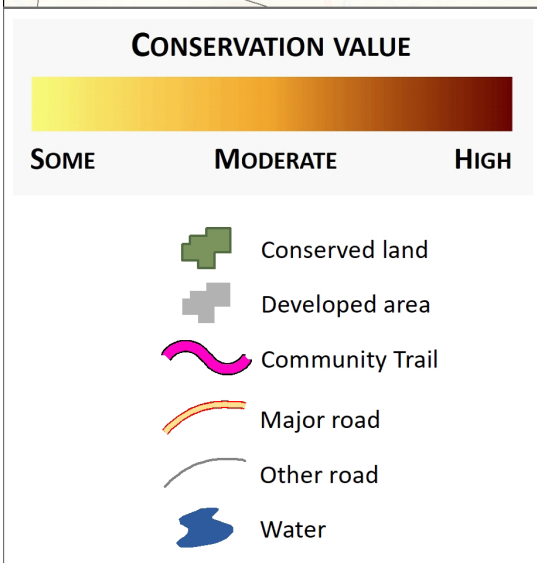 CONSERVATION VALUE
SOME MODERATE HIGH
Conserved land
Developed area
Community Trail
Major road
Other road
Water